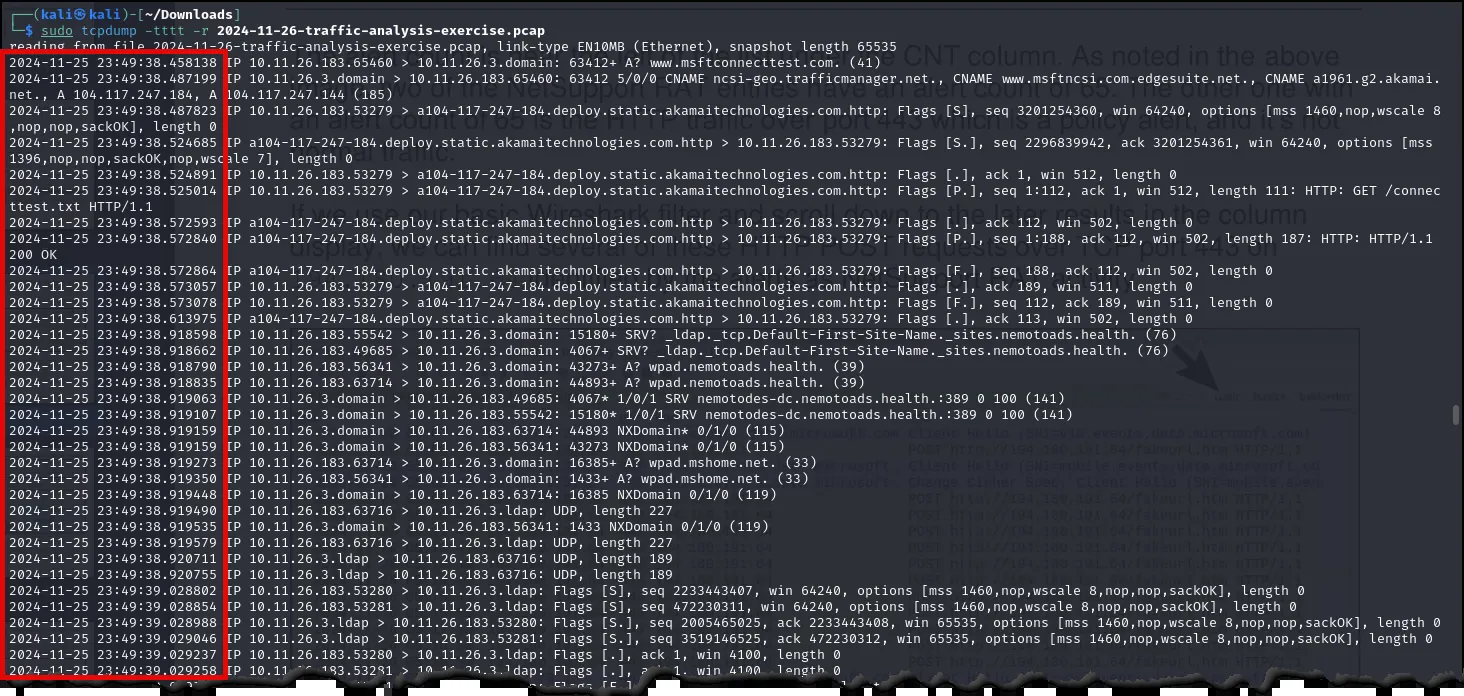 ┌──(kali㉿kali)-[~/Downloads]
└─$ sudo tcpdump -tttt -r 2024-11-26-traffic-analysis-exercise.pcap
reading from file 2024-11-26-traffic-analysis-exercise.pcap, link-type EN10MB (Ethernet), snapshot length 65535
2024-11-25 23:49:38.458138 IP 10.11.26.183.65460 > 10.11.26.3.domain: 63412+ A? www.msftconnecttest.com. (41)
2024-11-25 23:49:38.487199 IP 10.11.26.3.domain > 10.11.26.183.65460: 63412 5/0/0 CNAME ncsi-geo.trafficmanager.net., CNAME www.msftncsi.com.edgesuite.net., CNAME a1961.g2.akamai.
net., A 104.117.247.184, A 104.117.247.144 (185)
2024-11-25 23:49:38.487823 IP 10.11.26.183.53279 > a104-117-247-184.deploy.static.akamaitechnologies.com.http: Flags [S], seq 3201254360, win 64240, options [mss 1460,nop,wscale 8
,nop,nop,sackOK], length 0
2024-11-25 23:49:38.524685 IP a104-117-247-184.deploy.static.akamaitechnologies.com.http > 10.11.26.183.53279: Flags [S.], seq 2296839942, ack 3201254361, win 64240, options [mss
1396,nop,nop,sackOK,nop,wscale 7], length 0
2024-11-25 23:49:38.524891 IP 10.11.26.183.53279 > a104-117-247-184.deploy.static.akamaitechnologies.com.http: Flags [.], ack 1, win 512, length 0
2024-11-25 23:49:38.525014 IP 10.11.26.183.53279 > a104-117-247-184.deploy.static.akamaitechnologies.com.http: Flags [P.], seq 1:112, ack 1, win 512, length 111: HTTP: GET /connec
ttest.txt HTTP/1.1
2024-11-25 23:49:38.572593 IP a104-117-247-184.deploy.static.akamaitechnologies.com.http > 10.11.26.183.53279: Flags [.], ack 112, win 502, length 0
2024-11-25 23:49:38.572840 IP a104-117-247-184.deploy.static.akamaitechnologies.com.http > 10.11.26.183.53279: Flags [P.], seq 1:188, ack 112, win 502, length 187: HTTP: HTTP/1.1
200 OK
2024-11-25 23:49:38.572864 IP a104-117-247-184.deploy.static.akamaitechnologies.com.http > 10.11.26.183.53279: Flags [F.], seq 188, ack 112, win 502, length 0
2024-11-25 23:49:38.573057 IP 10.11.26.183.53279 > a104-117-247-184.deploy.static.akamaitechnologies.com.http: Flags [.], ack 189, win 511, length 0
2024-11-25 23:49:38.573078 IP 10.11.26.183.53279 > a104-117-247-184.deploy.static.akamaitechnologies.com.http: Flags [F.], seq 112, ack 189, win 511, length 0
2024-11-25 23:49:38.613975 IP a104-117-247-184.deploy.static.akamaitechnologies.com.http > 10.11.26.183.53279: Flags [.], ack 113, win 502, length 0
2024-11-25 23:49:38.918598 IP 10.11.26.183.55542 > 10.11.26.3.domain: 15180+ SRV? _ldap._tcp.Default-First-Site-Name._sites.nemotoads.health. (76)
2024-11-25 23:49:38.918662 IP 10.11.26.183.49685 > 10.11.26.3.domain: 4067+ SRV? _ldap._tcp.Default-First-Site-Name._sites.nemotoads.health. (76)
2024-11-25 23:49:38.918790 IP 10.11.26.183.56341 > 10.11.26.3.domain: 43273+ A? wpad.nemotoads.health. (39)
2024-11-25 23:49:38.918835 IP 10.11.26.183.63714 > 10.11.26.3.domain: 44893+ A? wpad.nemotoads.health. (39)
2024-11-25 23:49:38.919063 IP 10.11.26.3.domain > 10.11.26.183.49685: 4067* 1/0/1 SRV nemotodes-dc.nemotoads.health.:389 0 100 (141)
2024-11-25 23:49:38.919107 IP 10.11.26.3.domain > 10.11.26.183.55542: 15180* 1/0/1 SRV nemotodes-dc.nemotoads.health.:389 0 100 (141)
2024-11-25 23:49:38.919159 IP 10.11.26.3.domain > 10.11.26.183.63714: 44893 NXDomain* 0/1/0 (115)
2024-11-25 23:49:38.919159 IP 10.11.26.3.domain > 10.11.26.183.56341: 43273 NXDomain* 0/1/0 (115)
2024-11-25 23:49:38.919273 IP 10.11.26.183.63714 > 10.11.26.3.domain: 16385+ A? wpad.mshome.net. (33)
2024-11-25 23:49:38.919350 IP 10.11.26.183.56341 > 10.11.26.3.domain: 1433+ A? wpad.mshome.net. (33)
2024-11-25 23:49:38.919448 IP 10.11.26.3.domain > 10.11.26.183.63714: 16385 NXDomain 0/1/0 (119)
2024-11-25 23:49:38.919490 IP 10.11.26.183.63716 > 10.11.26.3.ldap: UDP, length 227
2024-11-25 23:49:38.919535 IP 10.11.26.3.domain > 10.11.26.183.56341: 1433 NXDomain 0/1/0 (119)
2024-11-25 23:49:38.919579 IP 10.11.26.183.63716 > 10.11.26.3.ldap: UDP, length 227
2024-11-25 23:49:38.920711 IP 10.11.26.3.ldap > 10.11.26.183.63716: UDP, length 189
2024-11-25 23:49:38.920755 IP 10.11.26.3.ldap > 10.11.26.183.63716: UDP, length 189
2024-11-25 23:49:39.028802 IP 10.11.26.183.53280 > 10.11.26.3.ldap: Flags [S], seq 2233443407, win 64240, options [mss 1460,nop,wscale 8,nop,nop,sackOK], length 0
2024-11-25 23:49:39.028854 IP 10.11.26.183.53281 > 10.11.26.3.ldap: Flags [S], seq 472230311, win 64240, options [mss 1460,nop,wscale 8,nop,nop,sackOK], length 0
2024-11-25 23:49:39.028988 IP 10.11.26.3.ldap > 10.11.26.183.53280: Flags [S.], seq 2005465025, ack 2233443408, win 65535, options [mss 1460,nop,wscale 8,nop,nop,sackOK], length 0
2024-11-25 23:49:39.029046 IP 10.11.26.3.ldap > 10.11.26.183.53281: Flags [S.], seq 3519146525, ack 472230312, win 65535, options [mss 1460,nop,wscale 8,nop,nop,sackOK], length 0
2024-11-25 23:49:39.029237 IP 10.11.26.183.53280 > 10.11.26.3.ldap: Flags [.], ack 1, win 4100, length 0
2024-11-25 23:49:39.029258 IP 10.11.26.183.53281 > 10.11.26.3.ldap: Flags [.], ack 1, win 4100, length 0